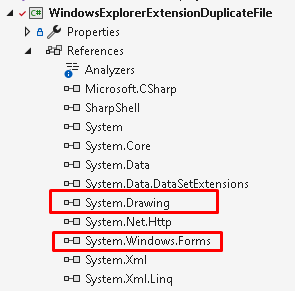 C# WindowsExplorerExtensionDuplicateFile
Properties
References
Analyzers
Microsoft.CSharp
SharpShell
System
System.Core
System.Data
System.Data.DataSetExtensions
System.Drawing
System.Net.Http
System.Windows.Forms
System.Xml
System.Xml.Linq